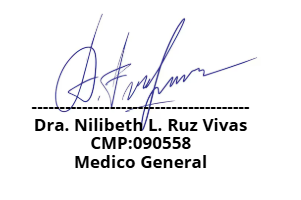 Dra. Nilibeth L. Ruz Vivas
CMP:090558
Medico General